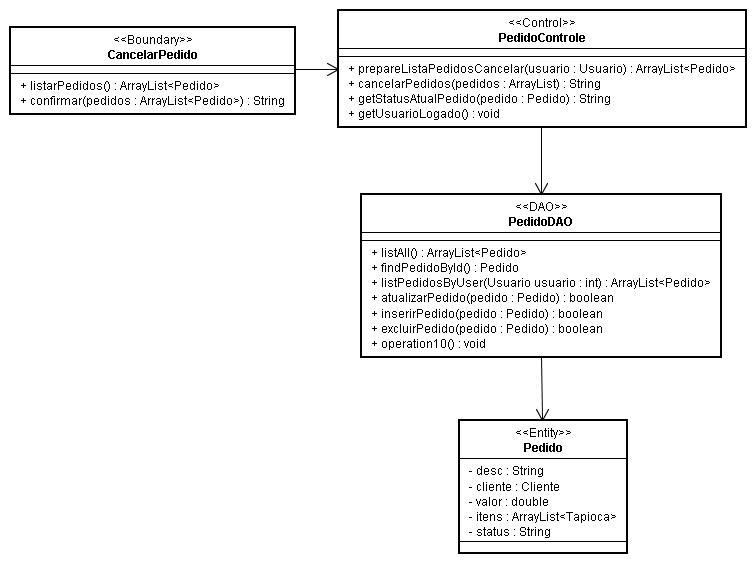 <<Boundary>>
CancelarPedido
+ listarPedidos() : ArrayList<Pedido>
+ confirmar(pedidos : ArrayList<Pedido>) : String
<<Control>>
PedidoControle
+ prepareListaPedidosCancelar(usuario : Usuario) : ArrayList<Pedido>
+ cancelarPedidos(pedidos : ArrayList) : String
+ getStatusAtualPedido(pedido : Pedido) : String
+ getUsuarioLogado() : void
<<DAO>>
PedidoDAO
+ listAll() : ArrayList<Pedido>
+ findPedidoById() : Pedido
+ listPedidosByUser(Usuario usuario : int) : ArrayList<Pedido>
+ atualizarPedido(pedido : Pedido) : boolean
+ inserirPedido(pedido : Pedido) : boolean
+ excluirPedido(pedido : Pedido) : boolean
+ operation10() : void
<<Entity>>
Pedido
- desc : String
- cliente : Cliente
- valor : double
- itens : ArrayList<Tapioca>
- status : String